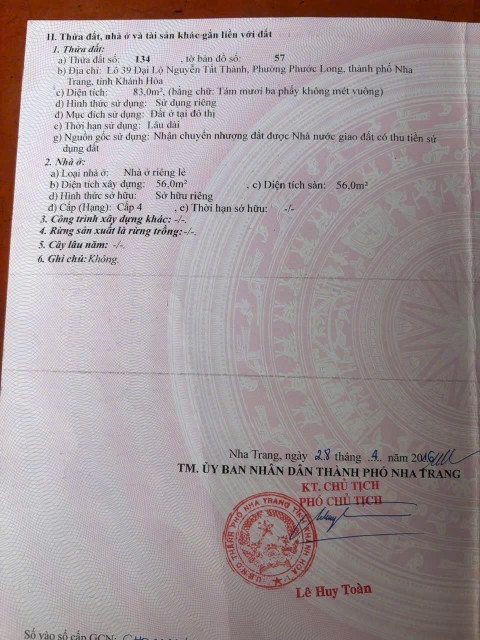 II. Thửa đất, nhà ở và tài sản khác gắn liền với đất
1. Thửa đất:
a) Thửa đất số: 134 , tờ bản đồ số: 57
b) Địa chỉ: Lô 39 Đại Lộ Nguyễn Tất Thành, Phường Phước Long, thành phố Nha
Trang, tỉnh Khánh Hòa
c) Diện tích: 83,0m², (bằng chữ: Tám mươi ba phẩy không mét vuông)
d) Hình thức sử dụng: Sử dụng riêng
đ) Mục đích sử dụng: Đất ở tại đô thị
e) Thời hạn sử dụng: Lâu dài
g) Nguồn gốc sử dụng: Nhận chuyển nhượng đất được Nhà nước giao đất có thu tiền sử
dụng đất
2. Nhà ở:
a) Loại nhà ở: Nhà ở riêng lẻ
b) Diện tích xây dựng: 56,0m² , c) Diện tích sàn: 56,0m²
d) Hình thức sở hữu: Sở hữu riêng
đ) Cấp (Hạng): Cấp 4 , e) Thời hạn sở hữu: -/-
3. Công trình xây dựng khác: -/-.
4. Rừng sản xuất là rừng trồng: -/-.
5. Cây lâu năm: -/-.
6. Ghi chú: Không.
Nha Trang, ngày 28 tháng 4. năm 2016
TM. ỦY BAN NHÂN DÂN THÀNH PHỐ NHA TRANG
KT. CHỦ TỊCH
PHÓ CHỦ TỊCH
U.B.N.D THÀNH PHỐ NHA TRANG TỈNH KHÁNH HÒA
Lê Huy Toàn
Số vào sổ cấp GCN: